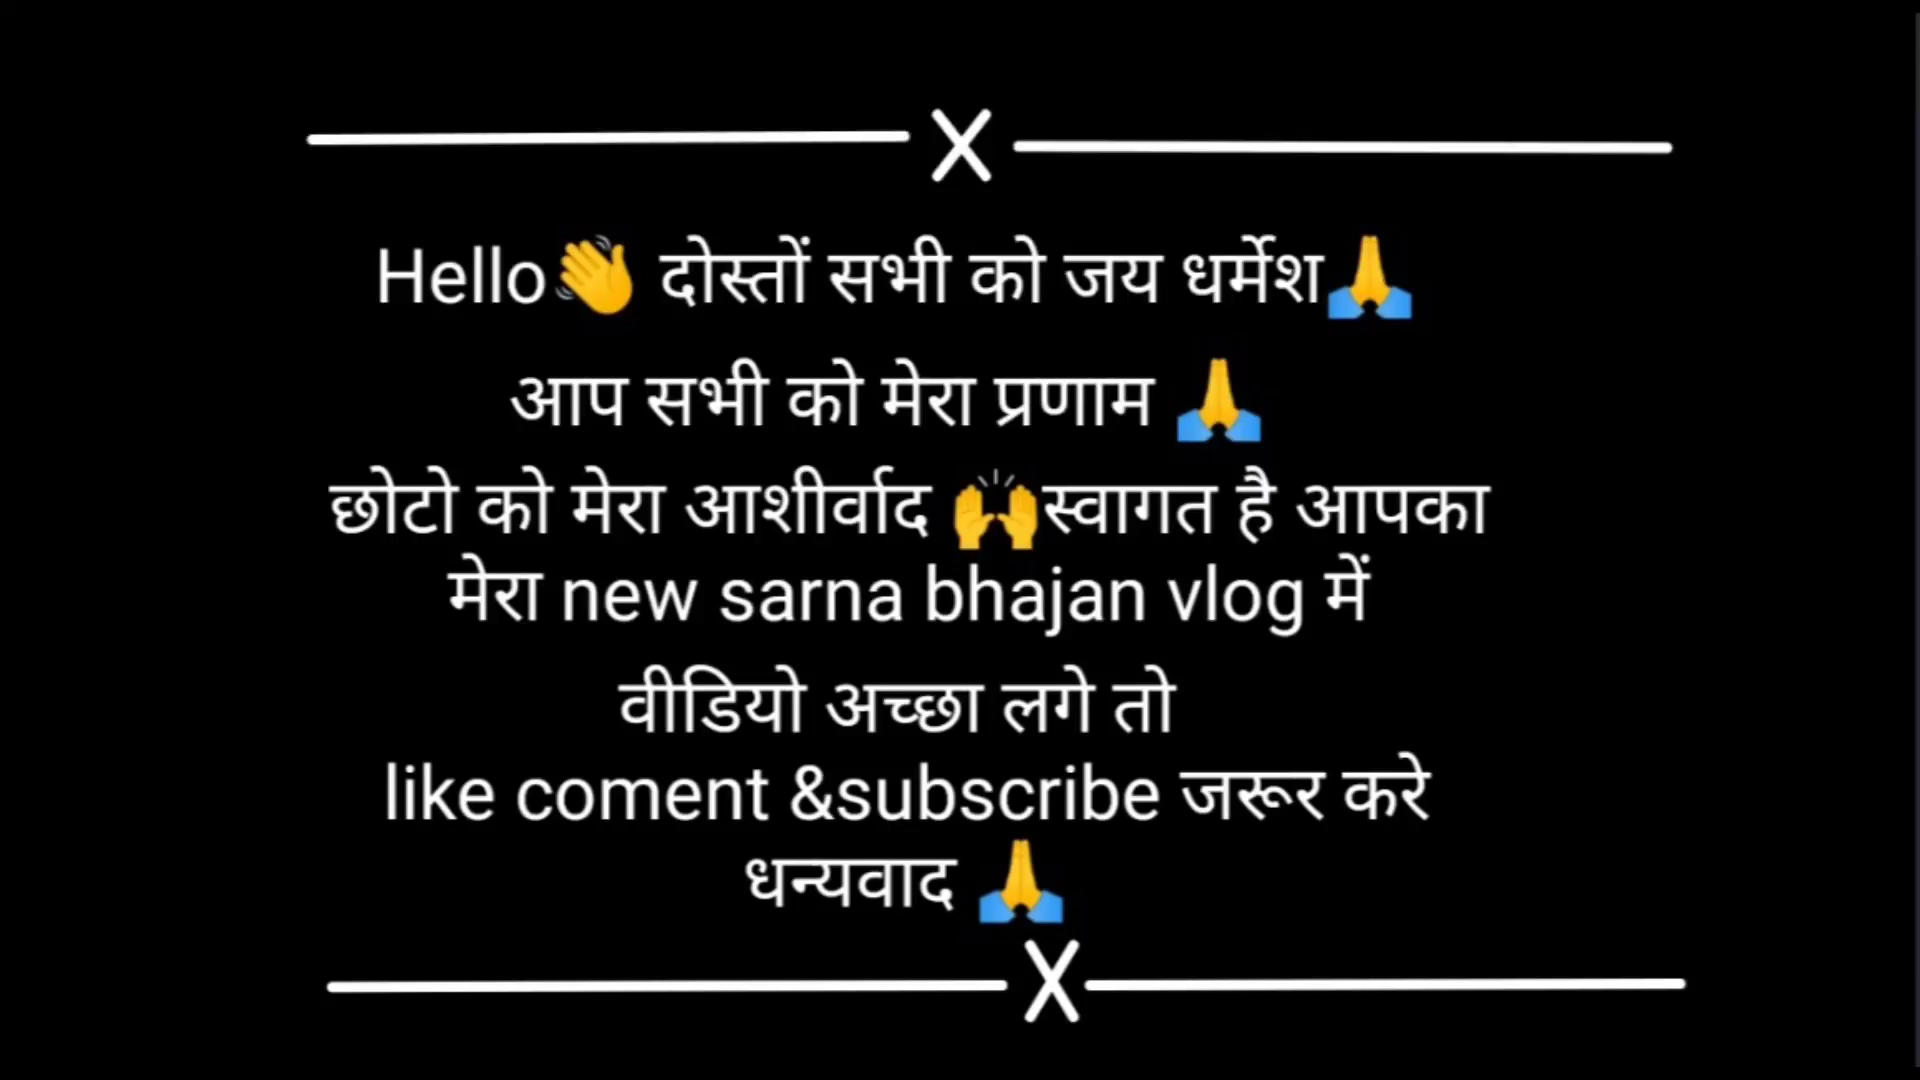 Hello👋 दोस्तों सभी को जय धर्मेश🙏
आप सभी को मेरा प्रणाम 🙏
छोटो को मेरा आशीर्वाद 🙌स्वागत है आपका
मेरा new sarna bhajan vlog में
वीडियो अच्छा लगे तो
like coment &subscribe जरूर करे
धन्यवाद 🙏